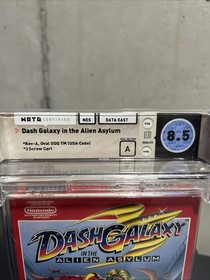 WATA CERTIFIED NES DATA EAST
Dash Galaxy in the Alien Asylum
*Rev-A, Oval SOQ TM (USA Code)
*3 Screw Cart
A
8.5
Nintendo
DASH GALAXY
IN THE
ALIEN ASYLUM